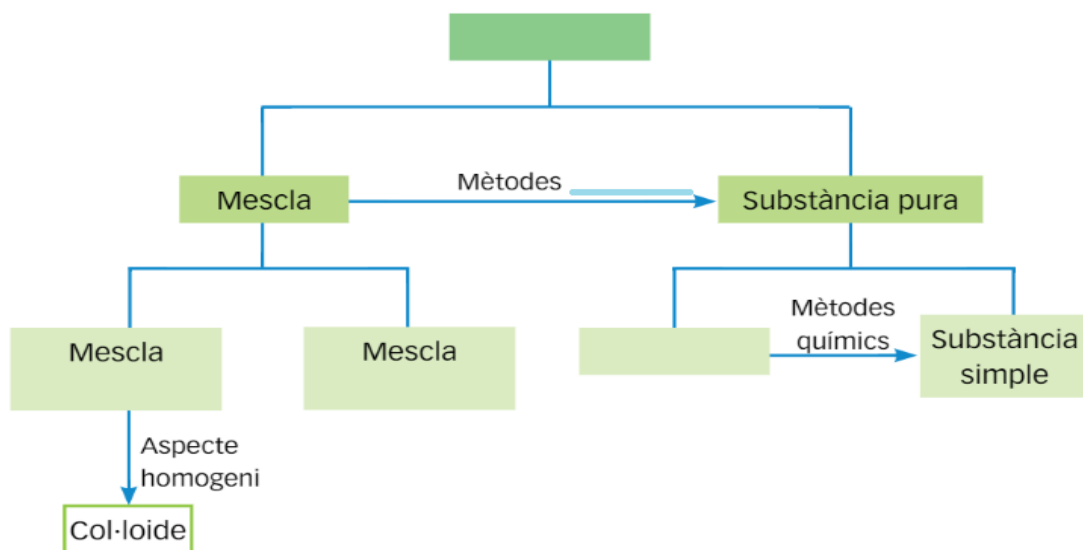 Mescla
Mètodes
Substància pura
Mescla
Mescla
Mètodes
químics
Substància
simple
Aspecte
homogeni
Col·loide